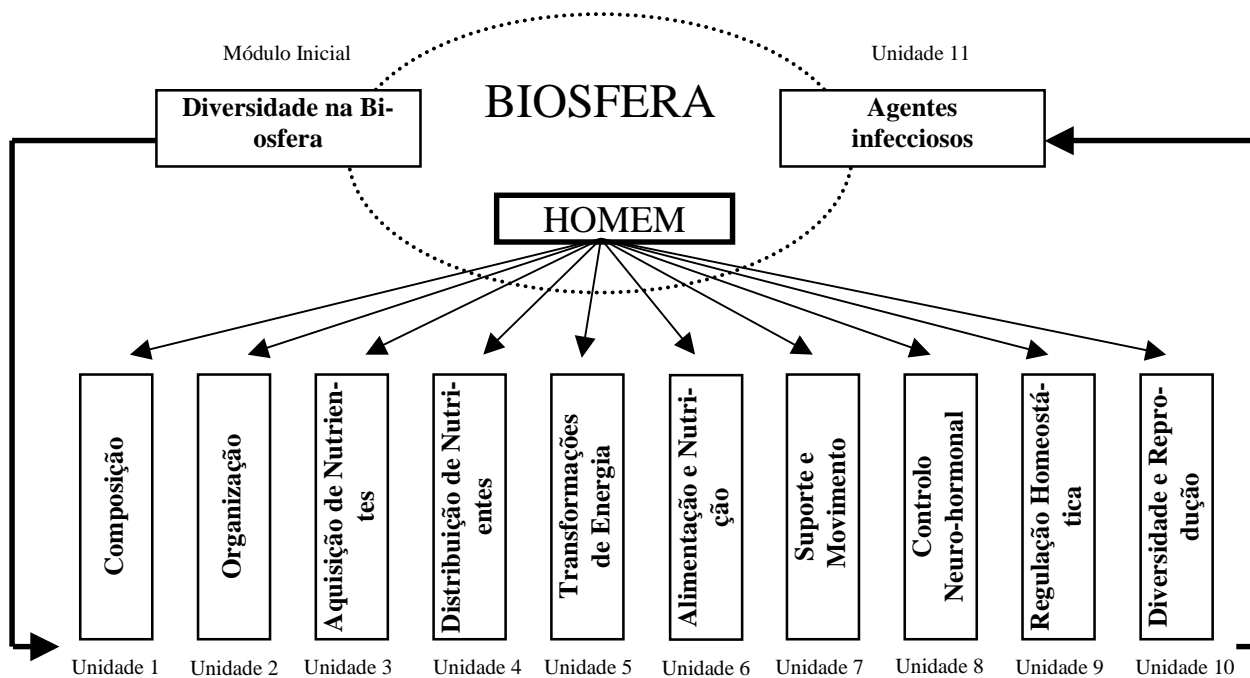 Módulo Inicial
Unidade 11
Diversidade na Bi-
osfera
BIOSFERA
Agentes
infecciosos
HOMEM
Composição
Organização
Aquisição de Nutrien-
tes
Distribuição de Nutri-
entes
Transformações
de Energia
Alimentação e Nutri-
ção
Suporte e
Movimento
Controlo
Neuro-hormonal
Regulação Homeostá-
tica
Diversidade e Repro-
dução
Unidade 1
Unidade 2
Unidade 3
Unidade 4
Unidade 5
Unidade 6
Unidade 7
Unidade 8
Unidade 9
Unidade 10